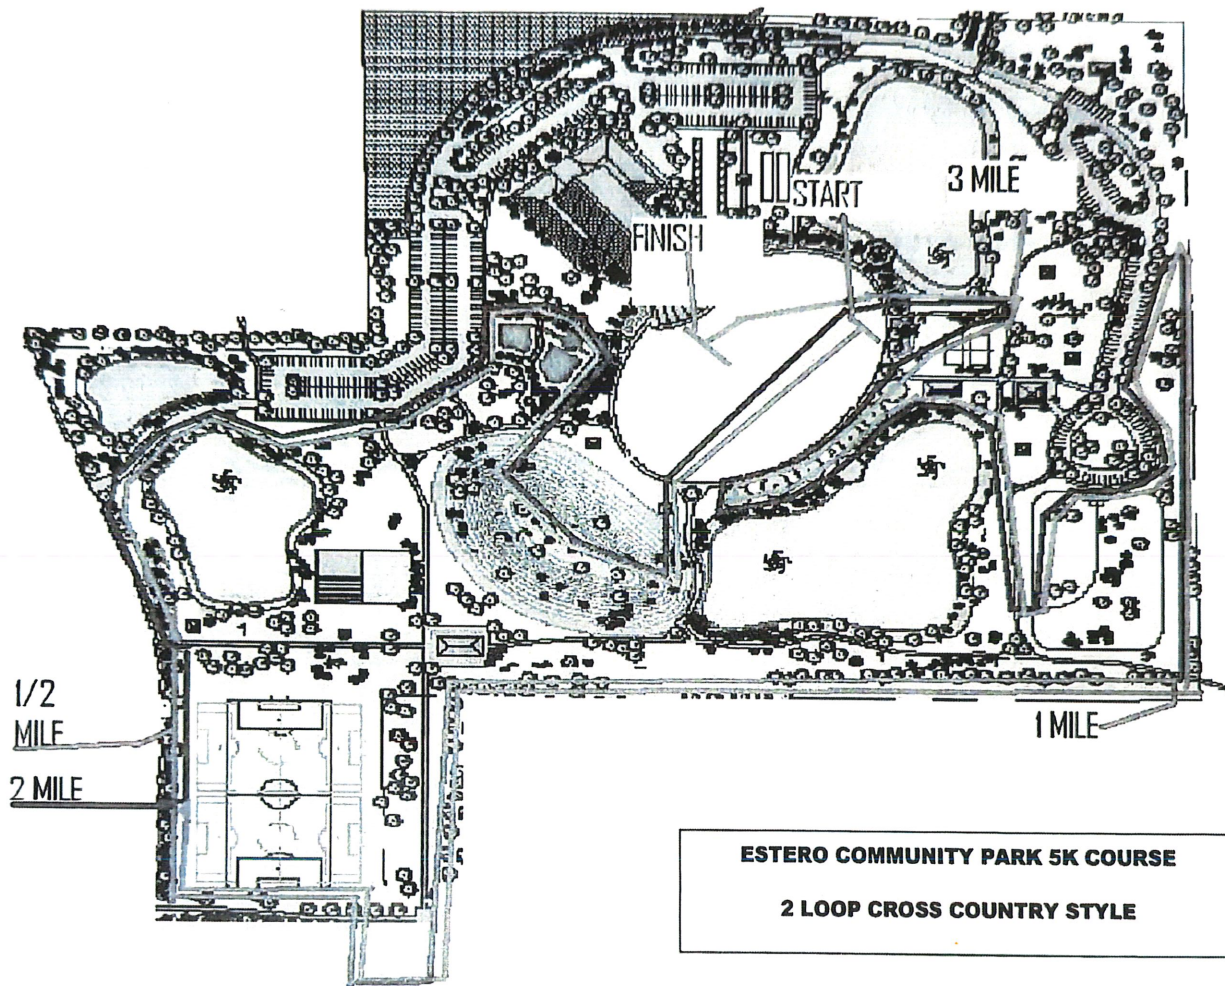 START
3 MILE
FINISH
1/2
MILE
2 MILE
1 MILE
ESTERO COMMUNITY PARK 5K COURSE
2 LOOP CROSS COUNTRY STYLE